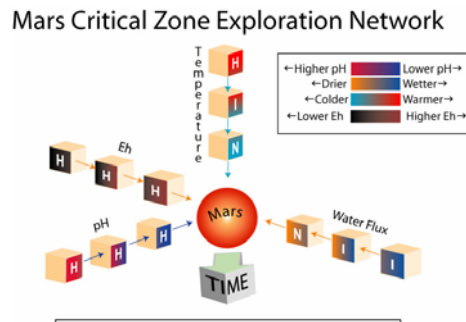 Mars Critical Zone Exploration Network
Temperature
H
I
N
←Higher pH Lower pH→
←Drier Wetter→
←Colder Warmer→
←Lower Eh Higher Eh→
Eh
H
H
H
Mars
pH
H
H
H
Water Flux
N
I
I
TIME